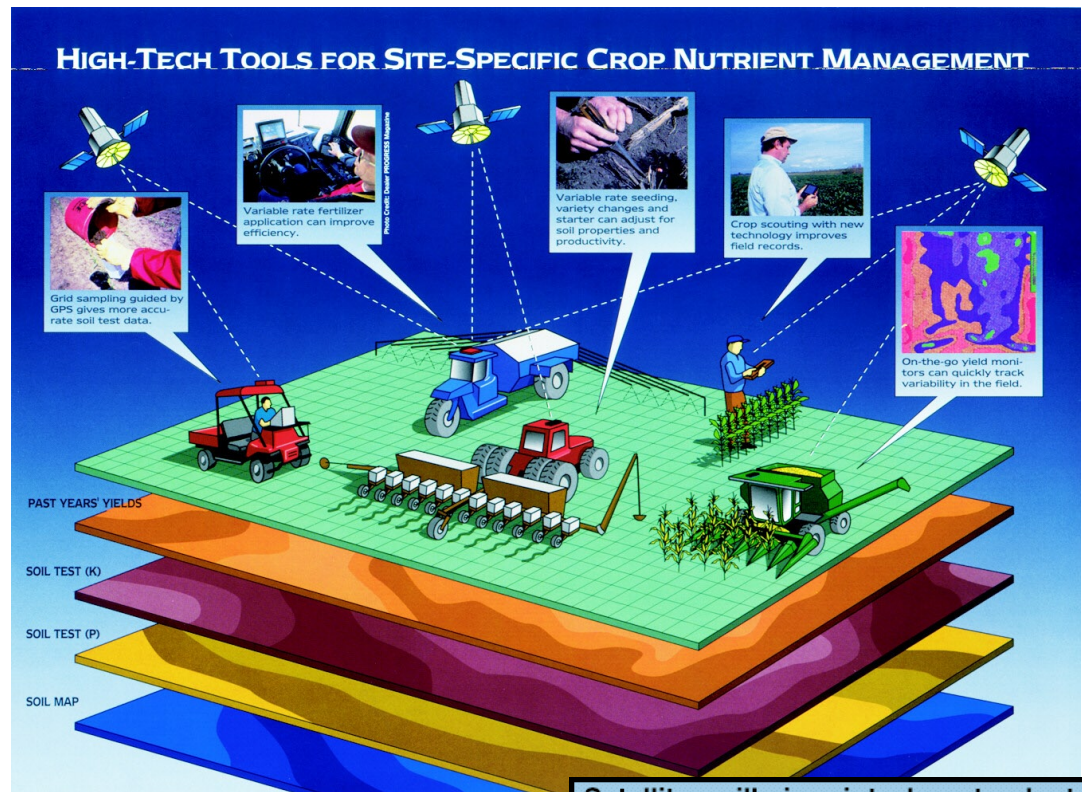 HIGH-TECH TOOLS FOR SITE-SPECIFIC CROP NUTRIENT MANAGEMENT
Variable rate fertilizer
application can improve
efficiency.
Photo Credit: Dealer PROGRESS Magazine
Variable rate seeding,
variety changes and
starter can adjust for
soil properties and
productivity.
Crop scouting with new
technology improves
field records.
Grid sampling guided by
GPS gives more accu-
rate soil test data.
On-the-go yield moni-
tors can quickly track
variability in the field.
PAST YEARS' YIELDS
SOIL TEST (K)
SOIL TEST (P)
SOIL MAP